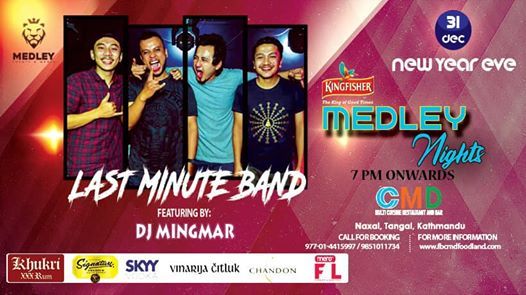 MEDLEY
31
dec
NEW YEAR EVE
KINGFISHER
The King of Good Times
MEDLEY
Nights
7 PM ONWARDS
CMD
MULTI CUISINE RESTAURANT AND BAR
Naxal, Tangal, Kathmandu
CALL FOR BOOKING
977-01-4415997 / 9851011734
FOR MORE INFORMATION
www.fbcmdfoodland.com
LAST MINUTE BAND
FEATURING BY:
DJ MINGMAR
Khukri
XXX Rum
Signature
SKYY
VINARIJA ČITLUK
CHANDON
mero
FL